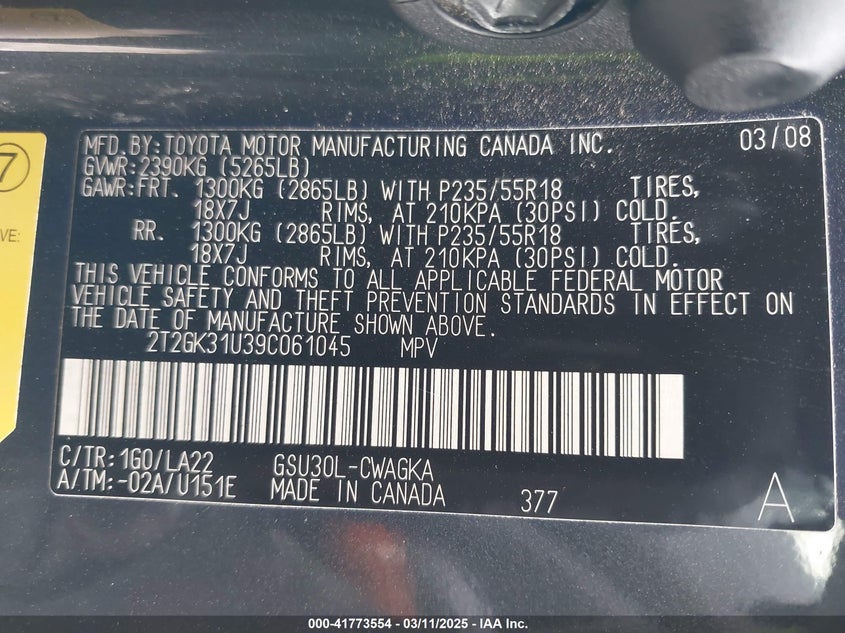 7
VE:
MFD. BY: TOYOTA MOTOR MANUFACTURING CANADA INC. 03/08
GVWR: 2390KG (5265LB)
GAWR: FRT. 1300KG (2865LB) WITH P235/55R18 TIRES,
18X7J RIMS, AT 210KPA (30PSI) COLD.
RR. 1300KG (2865LB) WITH P235/55R18 TIRES,
18X7J RIMS, AT 210KPA (30PSI) COLD.
THIS VEHICLE CONFORMS TO ALL APPLICABLE FEDERAL MOTOR
VEHICLE SAFETY AND THEFT PREVENTION STANDARDS IN EFFECT ON
THE DATE OF MANUFACTURE SHOWN ABOVE.
2T2GK31U39C061045 MPV
C/TR: 1G0/LA22 GSU30L-CWAGKA
A/TM: -02A/U151E MADE IN CANADA 377 A
000-41773554 - 03/11/2025 - IAA Inc.